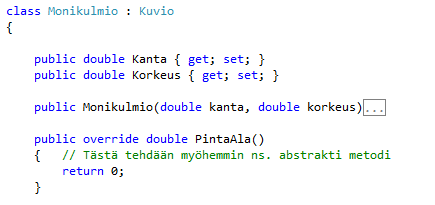 class Monikulmio : Kuvio
{
public double Kanta { get; set; }
public double Korkeus { get; set; }
public Monikulmio(double kanta, double korkeus)...
public override double PintaAla()
{ // Tästä tehdään myöhemmin ns. abstrakti metodi
return 0;
}